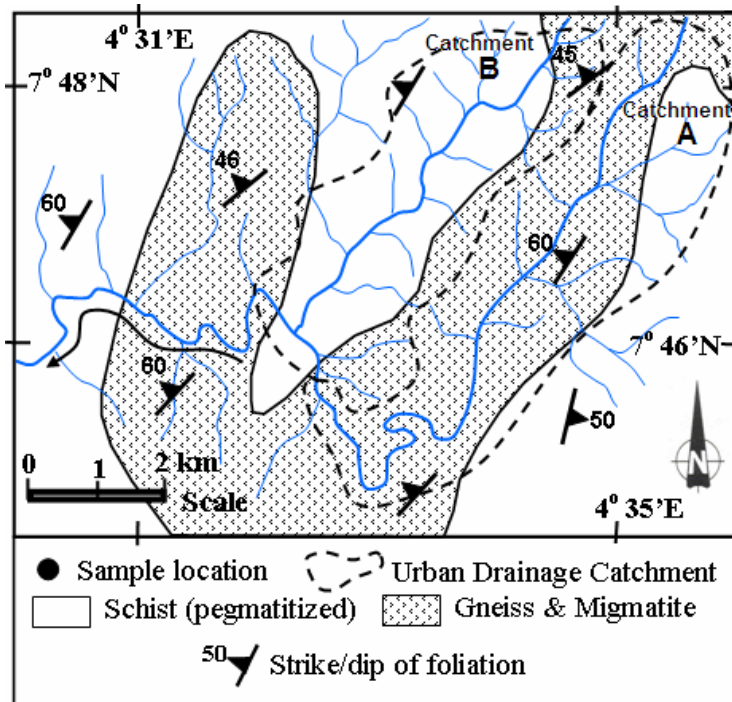 4° 31'E
7° 48'N
Catchment
B
45
Catchment
A
46
60
60
7° 46'N
60
50
0 1 2 km
Scale
N
4° 35'E
Sample location
Urban Drainage Catchment
Schist (pegmatitized)
Gneiss & Migmatite
50 Strike/dip of foliation